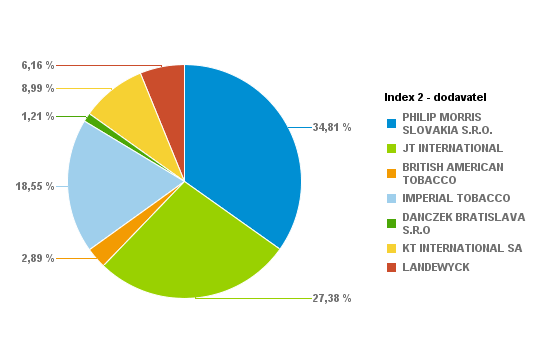 6,16 %
8,99 %
1,21 %
18,55 %
2,89 %
34,81 %
27,38 %
Index 2 - dodavatel
PHILIP MORRIS
SLOVAKIA S.R.O.
JT INTERNATIONAL
BRITISH AMERICAN
TOBACCO
IMPERIAL TOBACCO
DANCZEK BRATISLAVA
S.R.O
KT INTERNATIONAL SA
LANDEWYCK